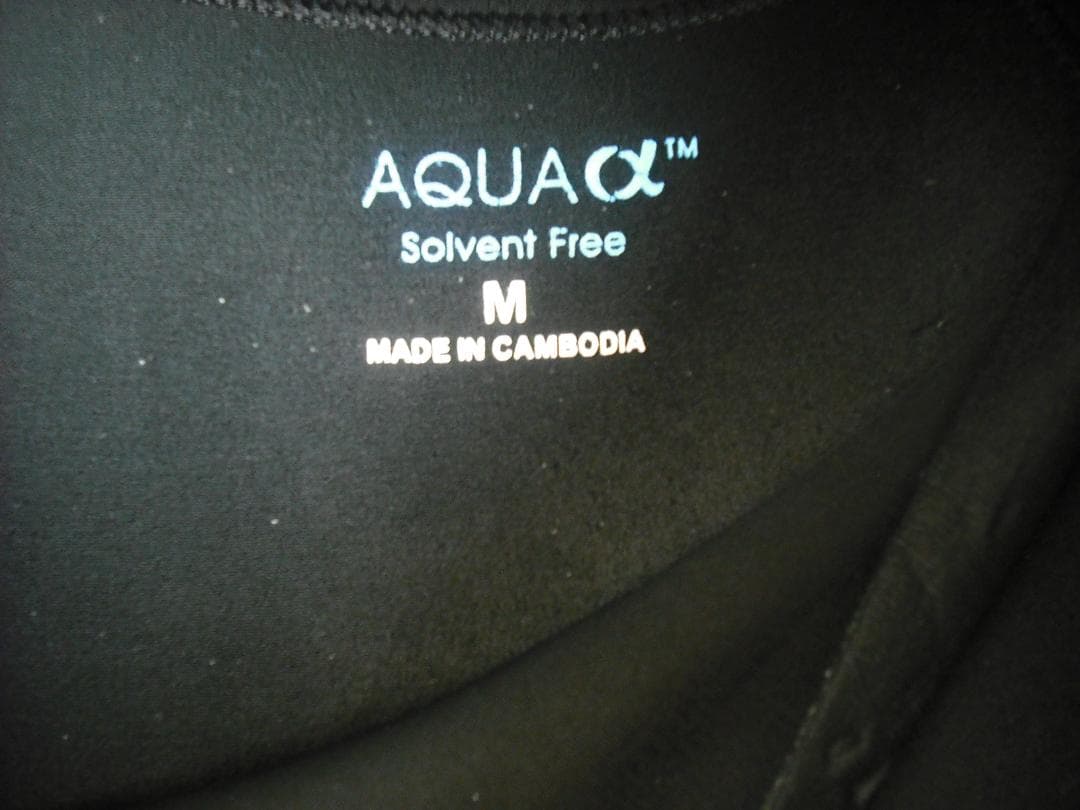 AQUAα™
Solvent Free
M
MADE IN CAMBODIA